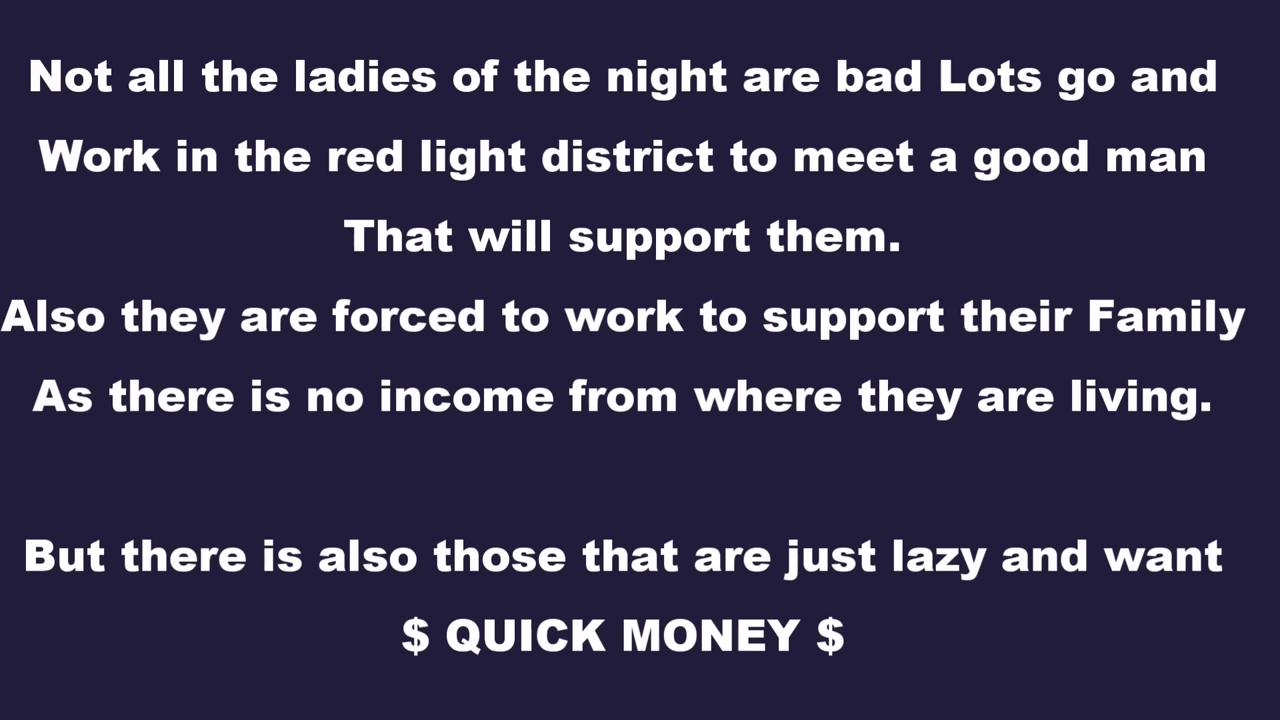 Not all the ladies of the night are bad Lots go and
Work in the red light district to meet a good man
That will support them.
Also they are forced to work to support their Family
As there is no income from where they are living.
But there is also those that are just lazy and want
$ QUICK MONEY $